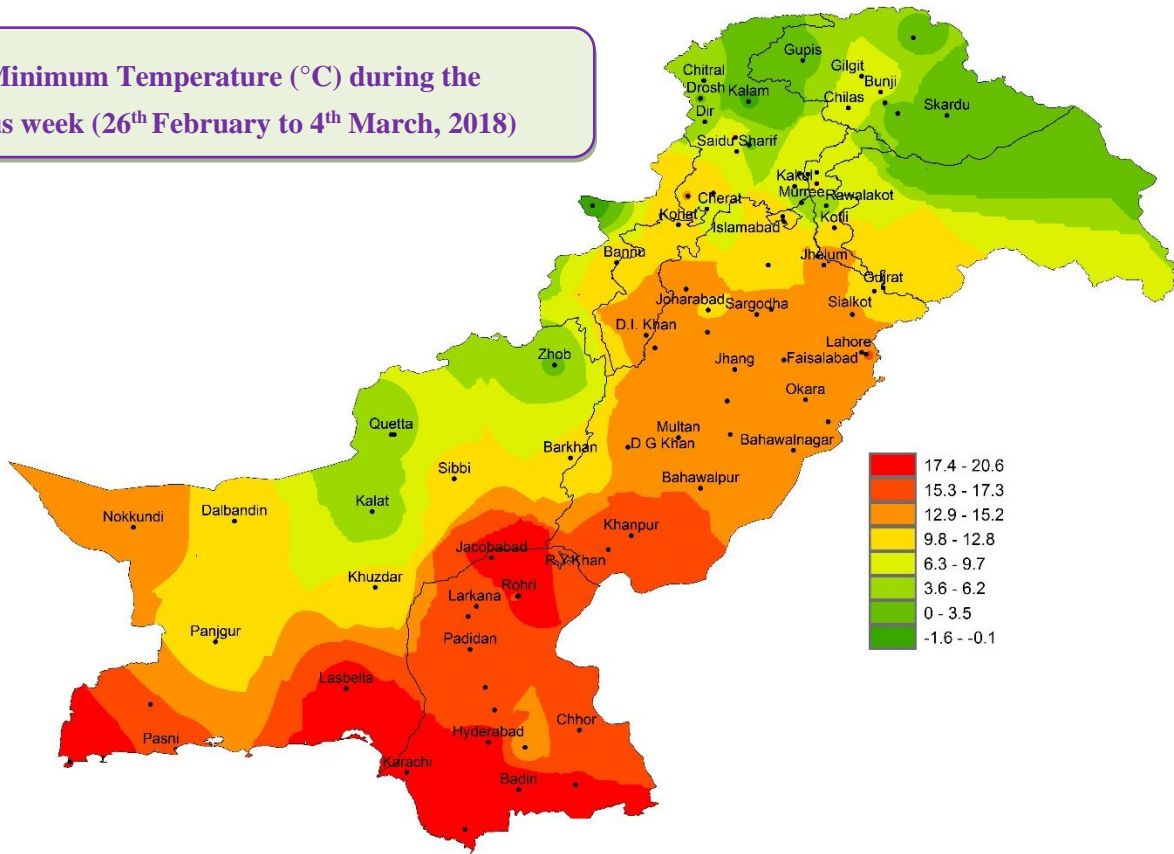 Minimum Temperature (°C) during the
us week (26th February to 4th March, 2018)
Gupis
Gilgit
Chitral
Bunji
Drosh
Kalam
Chilas
Skardu
Dir
Saidu Sharif
Kakul
Murree
Rawalakot
Cherat
Kohat
Islamabad
Kotli
Bannu
Jhelum
Gujrat
Joharabad
Sargodha
Sialkot
D.I. Khan
Lahore
Zhob
Jhang
Faisalabad
Okara
Quetta
Multan
Barkhan
D G Khan
Bahawalnagar
Sibbi
Bahawalpur
Kalat
Nokkundi
Dalbandin
Khanpur
Jacobabad
R Y Khan
Khuzdar
Rohri
Larkana
Panjgur
Padidan
Lasbella
Chhor
Hyderabad
Pasni
Karachi
Badin
17.4 - 20.6
15.3 - 17.3
12.9 - 15.2
9.8 - 12.8
6.3 - 9.7
3.6 - 6.2
0 - 3.5
-1.6 - -0.1